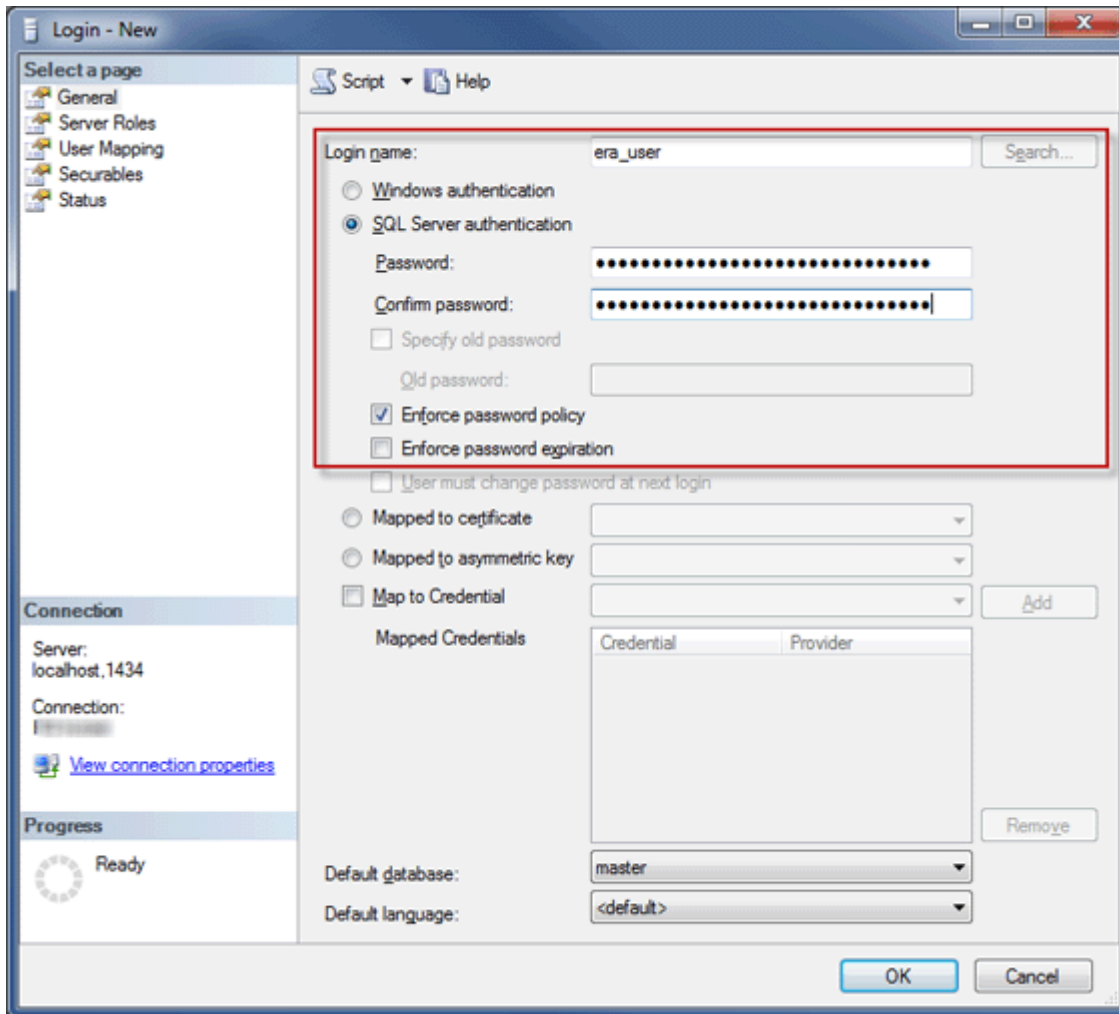 Login - New
Select a page
General
Server Roles
User Mapping
Securables
Status
Script Help
Login name: era_user Search...
Windows authentication
SQL Server authentication
Password: ••••••••••••••••••••••••••••••
Confirm password: ••••••••••••••••••••••••••••••
Specify old password
Old password:
Enforce password policy
Enforce password expiration
User must change password at next login
Mapped to certificate
Mapped to asymmetric key
Map to Credential Add
Mapped Credentials Credential Provider
Remove
Default database: master
Default language: <default>
Connection
Server:
localhost,1434
Connection:
View connection properties
Progress
Ready
OK Cancel